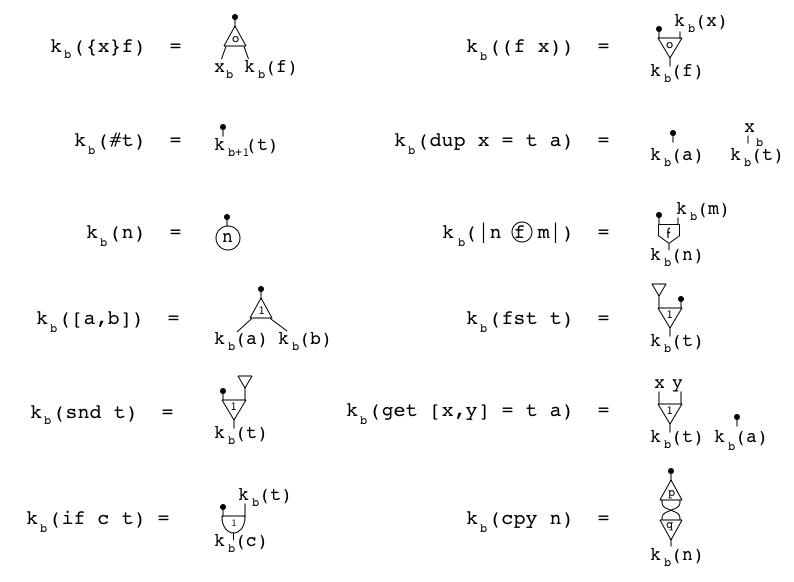 k_b({x}f) = o x_b k_b(f)
k_b((f x)) = k_b(x) o k_b(f)
k_b(#t) = k_{b+1}(t)
k_b(dup x = t a) = k_b(a) x_b k_b(t)
k_b(n) = n
k_b(|n ⓕ m|) = k_b(m) f k_b(n)
k_b([a,b]) = 1 k_b(a) k_b(b)
k_b(fst t) = 1 k_b(t)
k_b(snd t) = 1 k_b(t)
k_b(get [x,y] = t a) = x y 1 k_b(t) k_b(a)
k_b(if c t) = k_b(t) 1 k_b(c)
k_b(cpy n) = p q k_b(n)